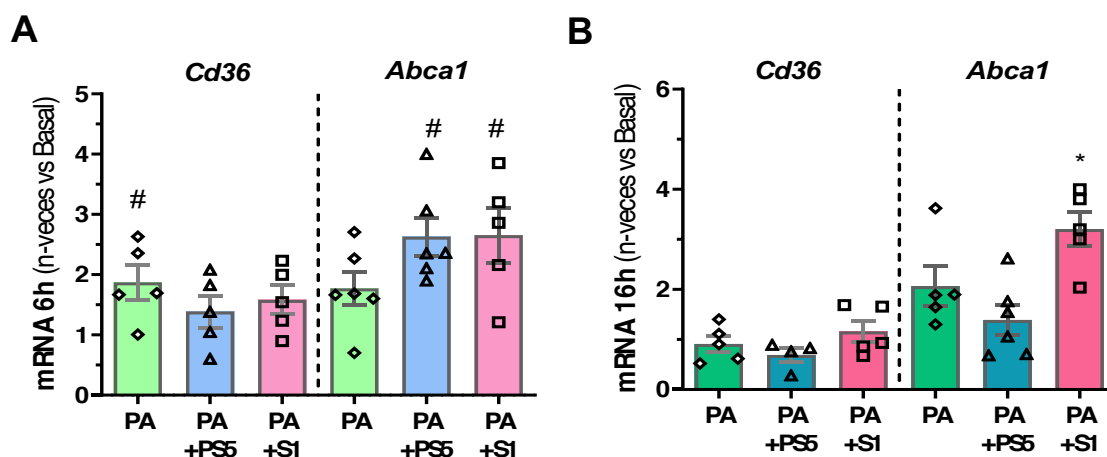 A
Cd36 Abca1
mRNA 6h (n-veces vs Basal)
5
4
3
2
1
0
# # #
PA PA PA PA PA PA
+PS5 +S1 +PS5 +S1
B
Cd36 Abca1
mRNA 16h (n-veces vs Basal)
6
4
2
0
*
PA PA PA PA PA PA
+PS5 +S1 +PS5 +S1